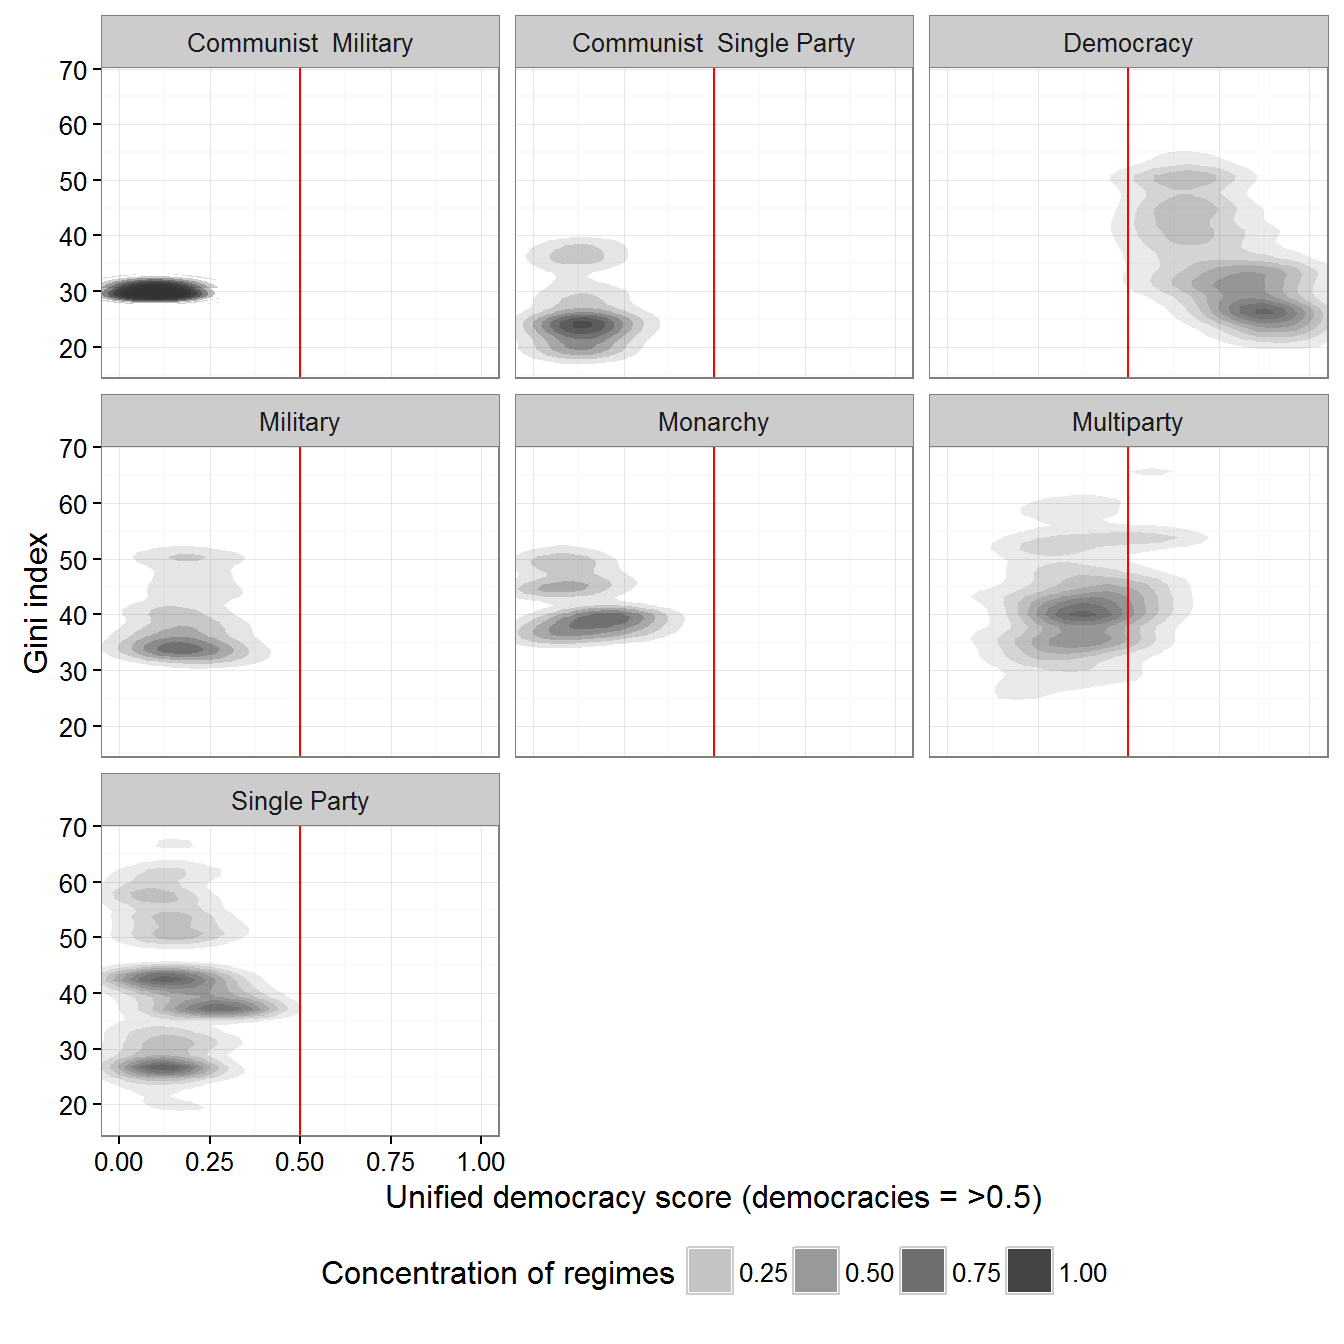 Communist  Military
Communist  Single Party
Democracy
70
60
50
40
30
20
Military
Monarchy
Multiparty
70
60
50
40
30
20
Gini index
Single Party
70
60
50
40
30
20
0.00 0.25 0.50 0.75 1.00
Unified democracy score (democracies = >0.5)
Concentration of regimes 0.25 0.50 0.75 1.00